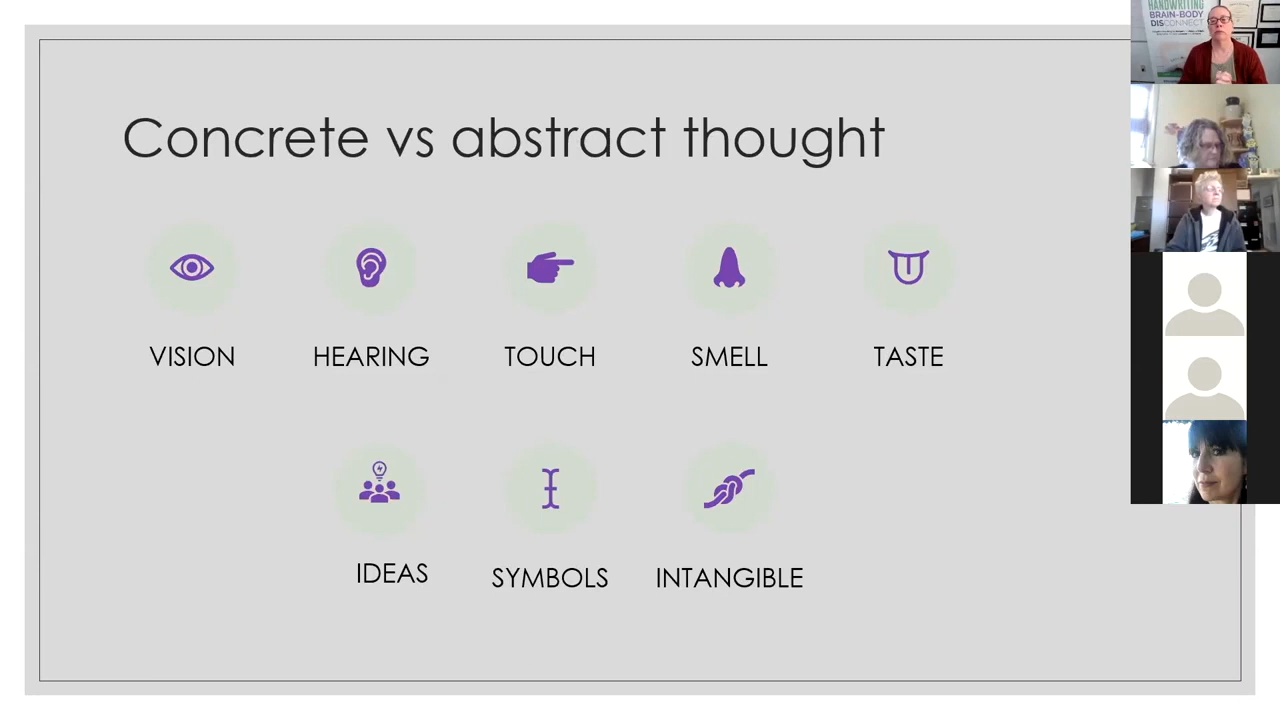 Concrete vs abstract thought
VISION
HEARING
TOUCH
SMELL
TASTE
IDEAS
SYMBOLS
INTANGIBLE
HANDWRITING
BRAIN-BODY
DISCONNECT